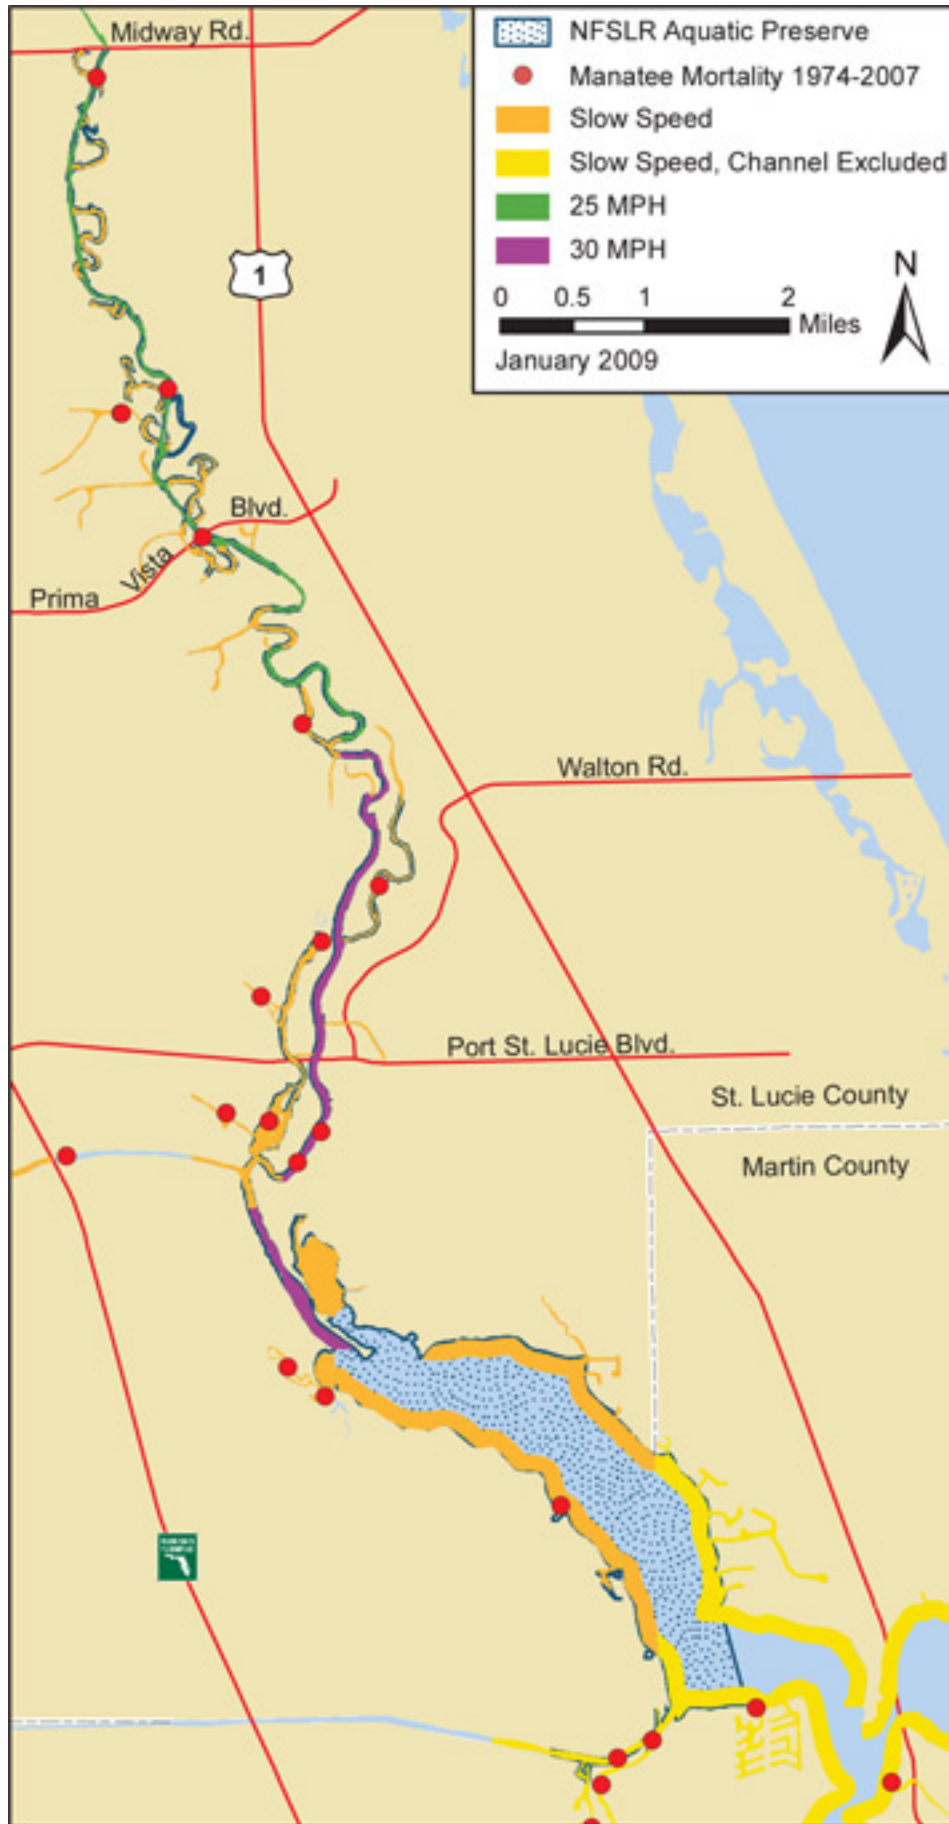 Midway Rd.
NFSLR Aquatic Preserve
Manatee Mortality 1974-2007
Slow Speed
Slow Speed, Channel Excluded
25 MPH
30 MPH
N
0 0.5 1 2
Miles
January 2009
1
Blvd.
Vista
Prima
Walton Rd.
Port St. Lucie Blvd.
St. Lucie County
Martin County